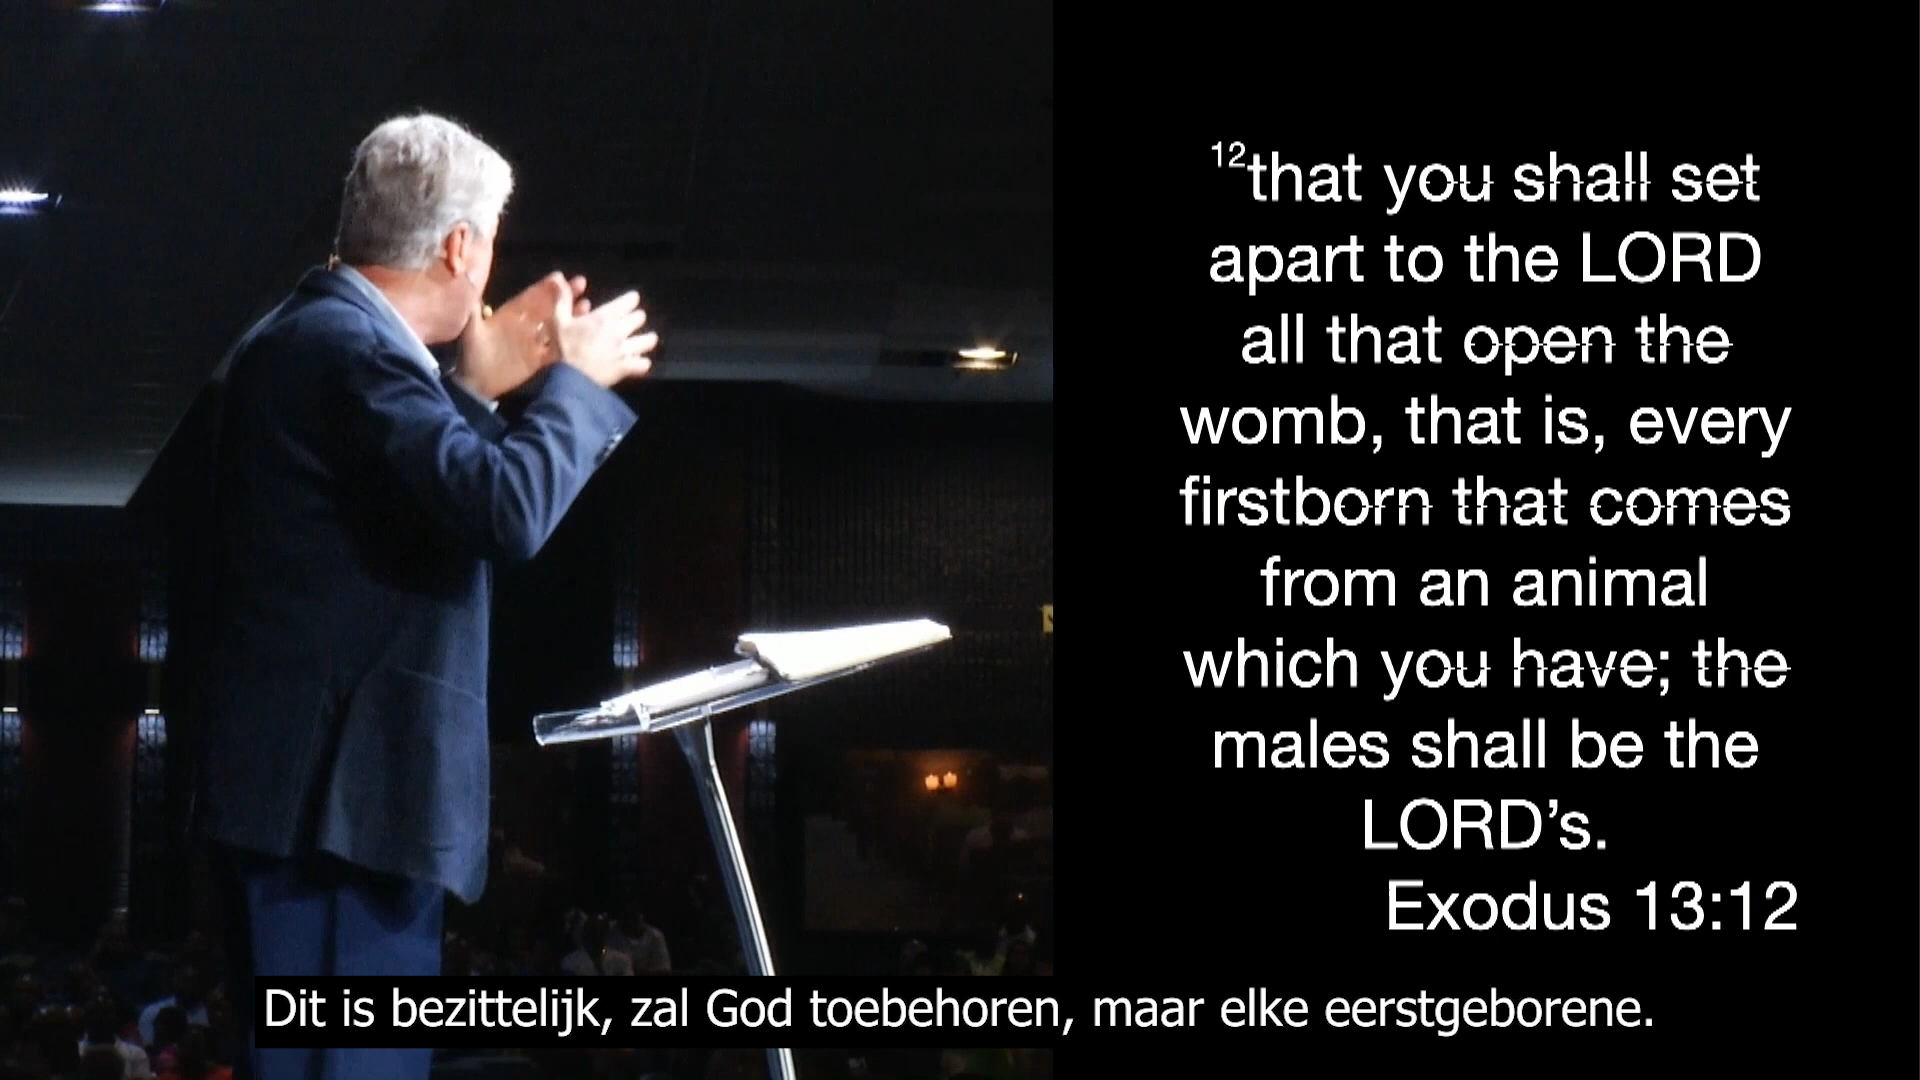 12that you shall set
apart to the LORD
all that open the
womb, that is, every
firstborn that comes
from an animal
which you have; the
males shall be the
LORD’s.
Exodus 13:12
Dit is bezittelijk, zal God toebehoren, maar elke eerstgeborene.